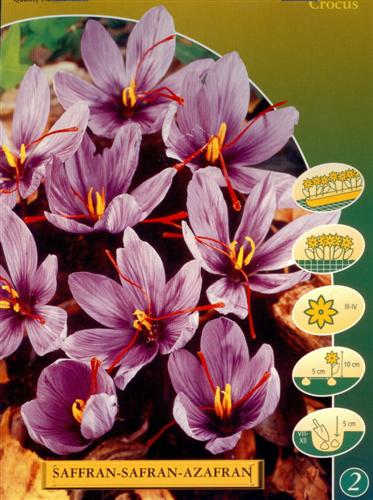 Crocus
III-IV
5 cm
10 cm
5 cm
VIII-
XII
SAFFRAN-SAFRAN-AZAFRAN
2